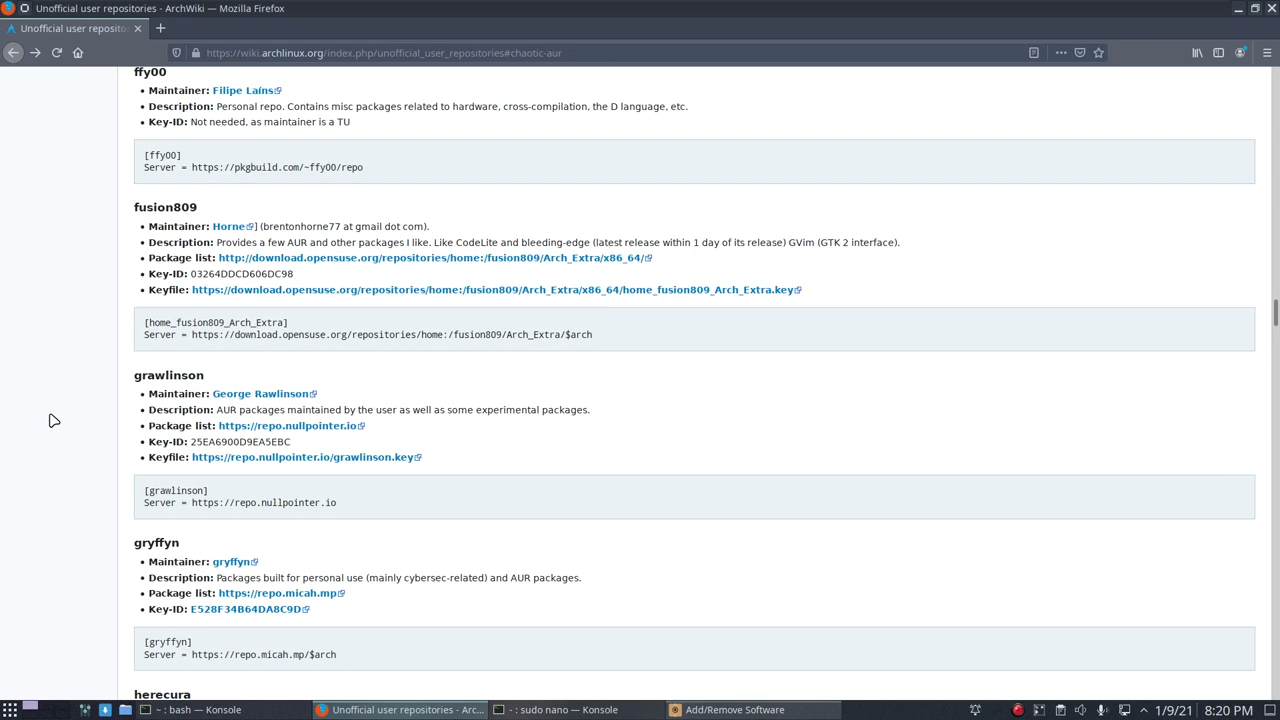 Unofficial user repositories - ArchWiki — Mozilla Firefox
Unofficial user reposito
https://wiki.archlinux.org/index.php/unofficial_user_repositories#chaotic-aur
ffy00
• Maintainer: Filipe Laíns
• Description: Personal repo. Contains misc packages related to hardware, cross-compilation, the D language, etc.
• Key-ID: Not needed, as maintainer is a TU
[ffy00]
Server = https://pkgbuild.com/~ffy00/repo
fusion809
• Maintainer: Horne] (brentonhorne77 at gmail dot com).
• Description: Provides a few AUR and other packages I like. Like CodeLite and bleeding-edge (latest release within 1 day of its release) GVim (GTK 2 interface).
• Package list: http://download.opensuse.org/repositories/home:/fusion809/Arch_Extra/x86_64/
• Key-ID: 03264DDCD606DC98
• Keyfile: https://download.opensuse.org/repositories/home:/fusion809/Arch_Extra/x86_64/home_fusion809_Arch_Extra.key
[home_fusion809_Arch_Extra]
Server = https://download.opensuse.org/repositories/home:/fusion809/Arch_Extra/$arch
grawlinson
• Maintainer: George Rawlinson
• Description: AUR packages maintained by the user as well as some experimental packages.
• Package list: https://repo.nullpointer.io
• Key-ID: 25EA6900D9EA5EBC
• Keyfile: https://repo.nullpointer.io/grawlinson.key
[grawlinson]
Server = https://repo.nullpointer.io
gryffyn
• Maintainer: gryffyn
• Description: Packages built for personal use (mainly cybersec-related) and AUR packages.
• Package list: https://repo.micah.mp
• Key-ID: E528F34B64DA8C9D
[gryffyn]
Server = https://repo.micah.mp/$arch
herecura
~ : bash — Konsole
Unofficial user repositories - Arc...
- : sudo nano — Konsole
Add/Remove Software
1/9/21
8:20 PM